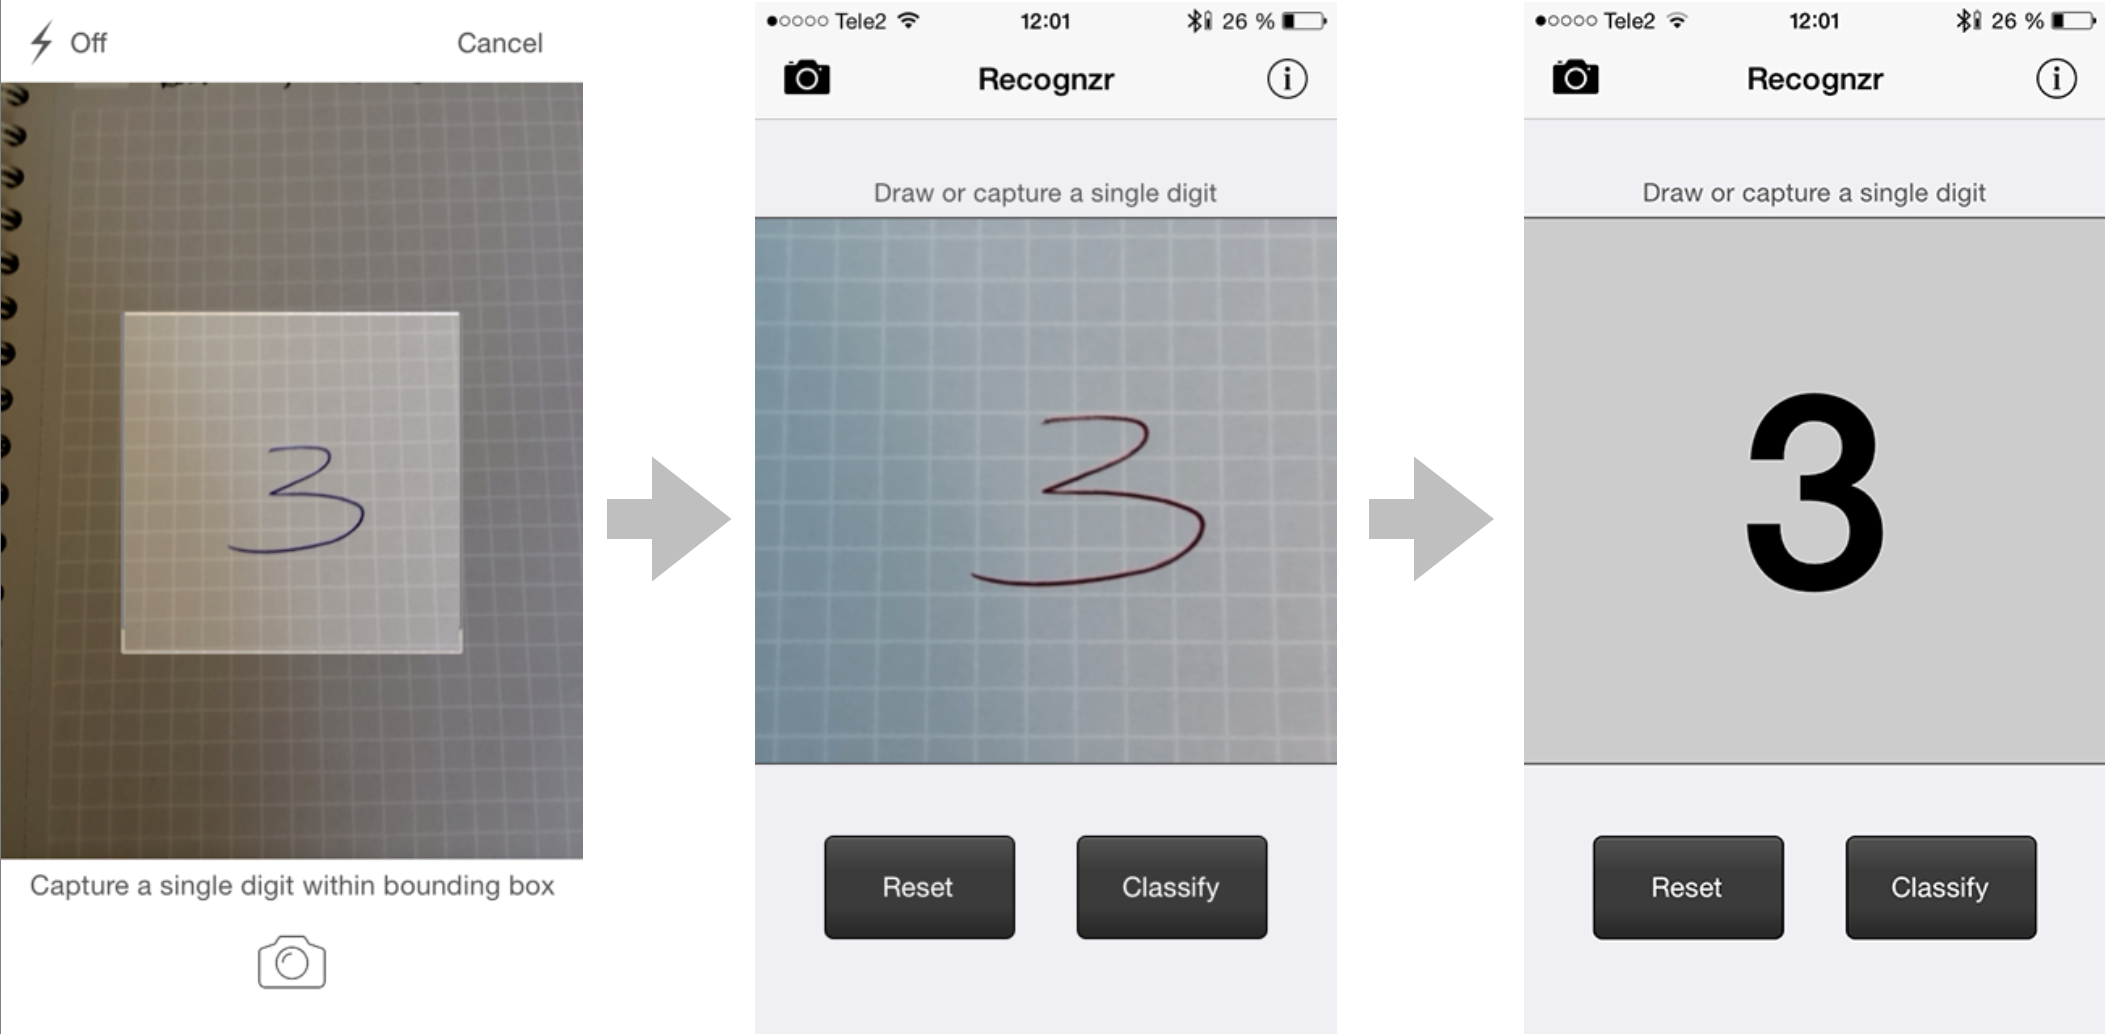 Off Cancel
3
Capture a single digit within bounding box
Tele2 12:01 26 %
Recognzr
Draw or capture a single digit
3
Reset Classify
Tele2 12:01 26 %
Recognzr
Draw or capture a single digit
3
Reset Classify